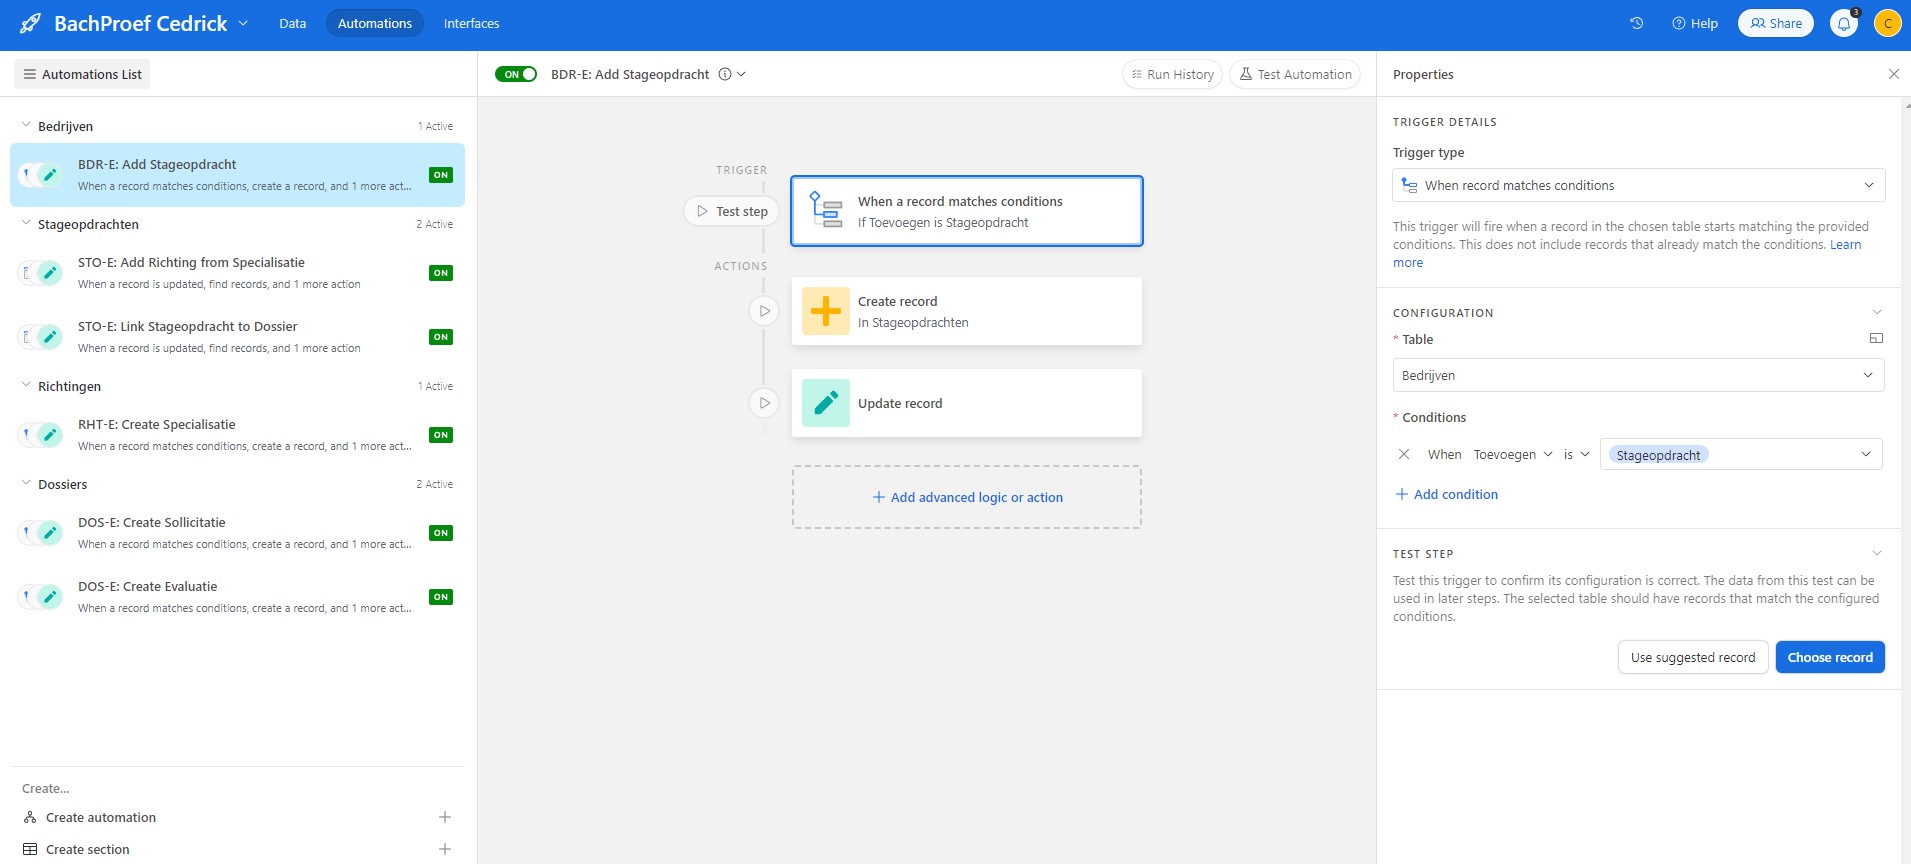 BachProef Cedrick
Data
Automations
Interfaces
Help
Share
3
C
Automations List
ON
BDR-E: Add Stageopdracht
Run History
Test Automation
Properties
Bedrijven
1 Active
BDR-E: Add Stageopdracht
When a record matches conditions, create a record, and 1 more act...
ON
Stageopdrachten
2 Active
STO-E: Add Richting from Specialisatie
When a record is updated, find records, and 1 more action
ON
STO-E: Link Stageopdracht to Dossier
When a record is updated, find records, and 1 more action
ON
Richtingen
1 Active
RHT-E: Create Specialisatie
When a record matches conditions, create a record, and 1 more act...
ON
Dossiers
2 Active
DOS-E: Create Sollicitatie
When a record matches conditions, create a record, and 1 more act...
ON
DOS-E: Create Evaluatie
When a record matches conditions, create a record, and 1 more act...
ON
Create...
Create automation
Create section
TRIGGER
Test step
When a record matches conditions
If Toevoegen is Stageopdracht
ACTIONS
Create record
In Stageopdrachten
Update record
Add advanced logic or action
TRIGGER DETAILS
Trigger type
When record matches conditions
This trigger will fire when a record in the chosen table starts matching the provided
conditions. This does not include records that already match the conditions. Learn
more
CONFIGURATION
* Table
Bedrijven
* Conditions
When Toevoegen is Stageopdracht
Add condition
TEST STEP
Test this trigger to confirm its configuration is correct. The data from this test can be
used in later steps. The selected table should have records that match the configured
conditions.
Use suggested record
Choose record